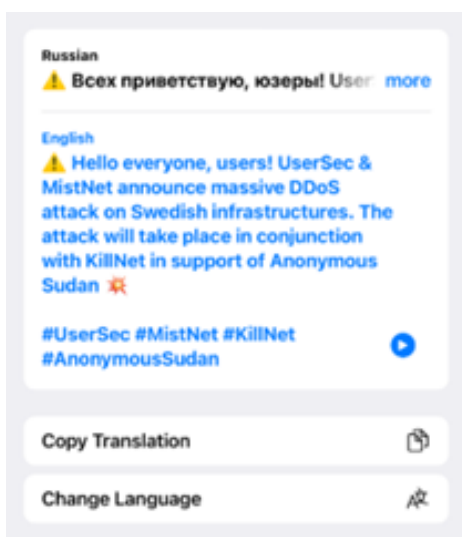 Russian
⚠️ Всех приветствую, юзеры! User more
English
⚠️ Hello everyone, users! UserSec &
MistNet announce massive DDoS
attack on Swedish infrastructures. The
attack will take place in conjunction
with KillNet in support of Anonymous
Sudan 💥
#UserSec #MistNet #KillNet
#AnonymousSudan
Copy Translation
Change Language